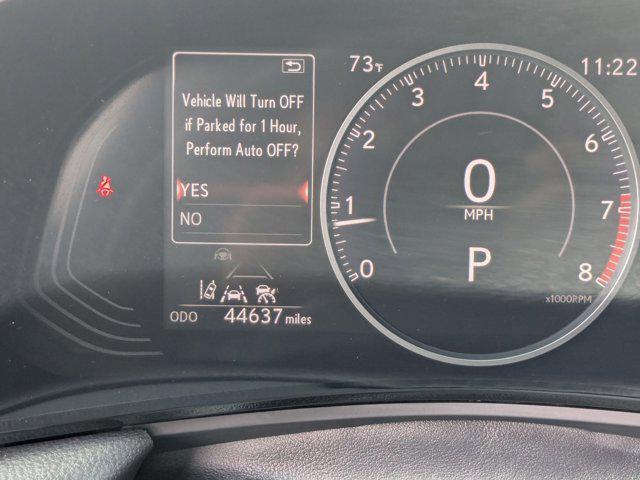 73°F
11:22
Vehicle Will Turn OFF
if Parked for 1 Hour,
Perform Auto OFF?
YES
NO
ODO 44637 miles
0
1
2
3
4
5
6
7
8
x1000RPM
0
MPH
P